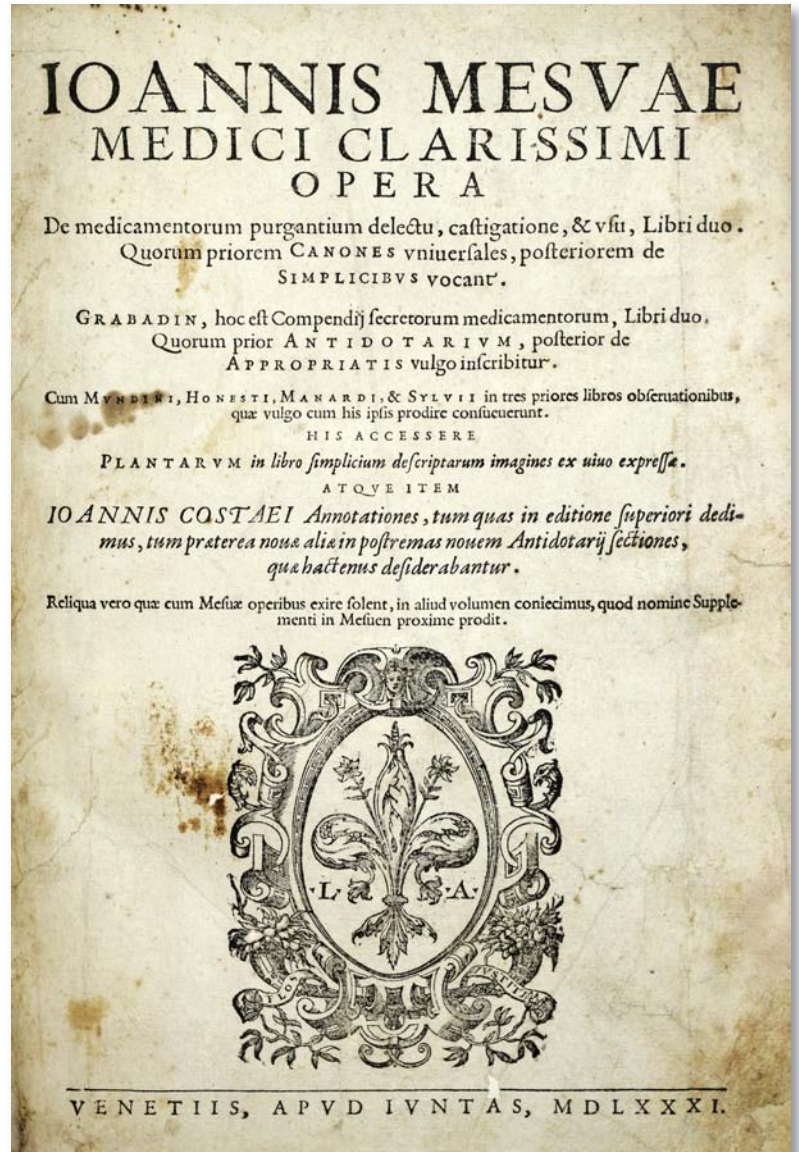 IOANNIS MESVAE
MEDICI CLARISSIMI
OPERA
De medicamentorum purgantium delectu, caſtigatione, & vſu, Libri duo.
Quorum priorem CANONES vniuerſales, poſteriorem de
SIMPLICIBVS vocant.
GRABADIN, hoc eſt Compendij ſecretorum medicamentorum, Libri duo.
Quorum prior ANTIDOTARIVM, poſterior de
APPROPRIATIS vulgo inſcribitur.
Cum MVNDINI, HONESTI, MANARDI, & SYLVII in tres priores libros obſeruationibus,
quæ vulgo cum his ipſis prodire conſueuerunt.
HIS ACCESSERE
PLANTARVM in libro ſimplicium deſcriptarum imagines ex uiuo expreſſæ.
ATQVE ITEM
IOANNIS COSTAEI Annotationes, tum quas in editione ſuperiori dedi-
mus, tum præterea nouæ aliæ in poſtremas nouem Antidotarij ſectiones,
quæ hactenus deſiderabantur.
Reliqua vero quæ cum Meſuæ operibus exire ſolent, in aliud volumen coniecimus, quod nomine Supple-
menti in Meſuen proxime prodit.
·L· ·A·
VENETIIS, APVD IVNTAS, MDLXXXI.